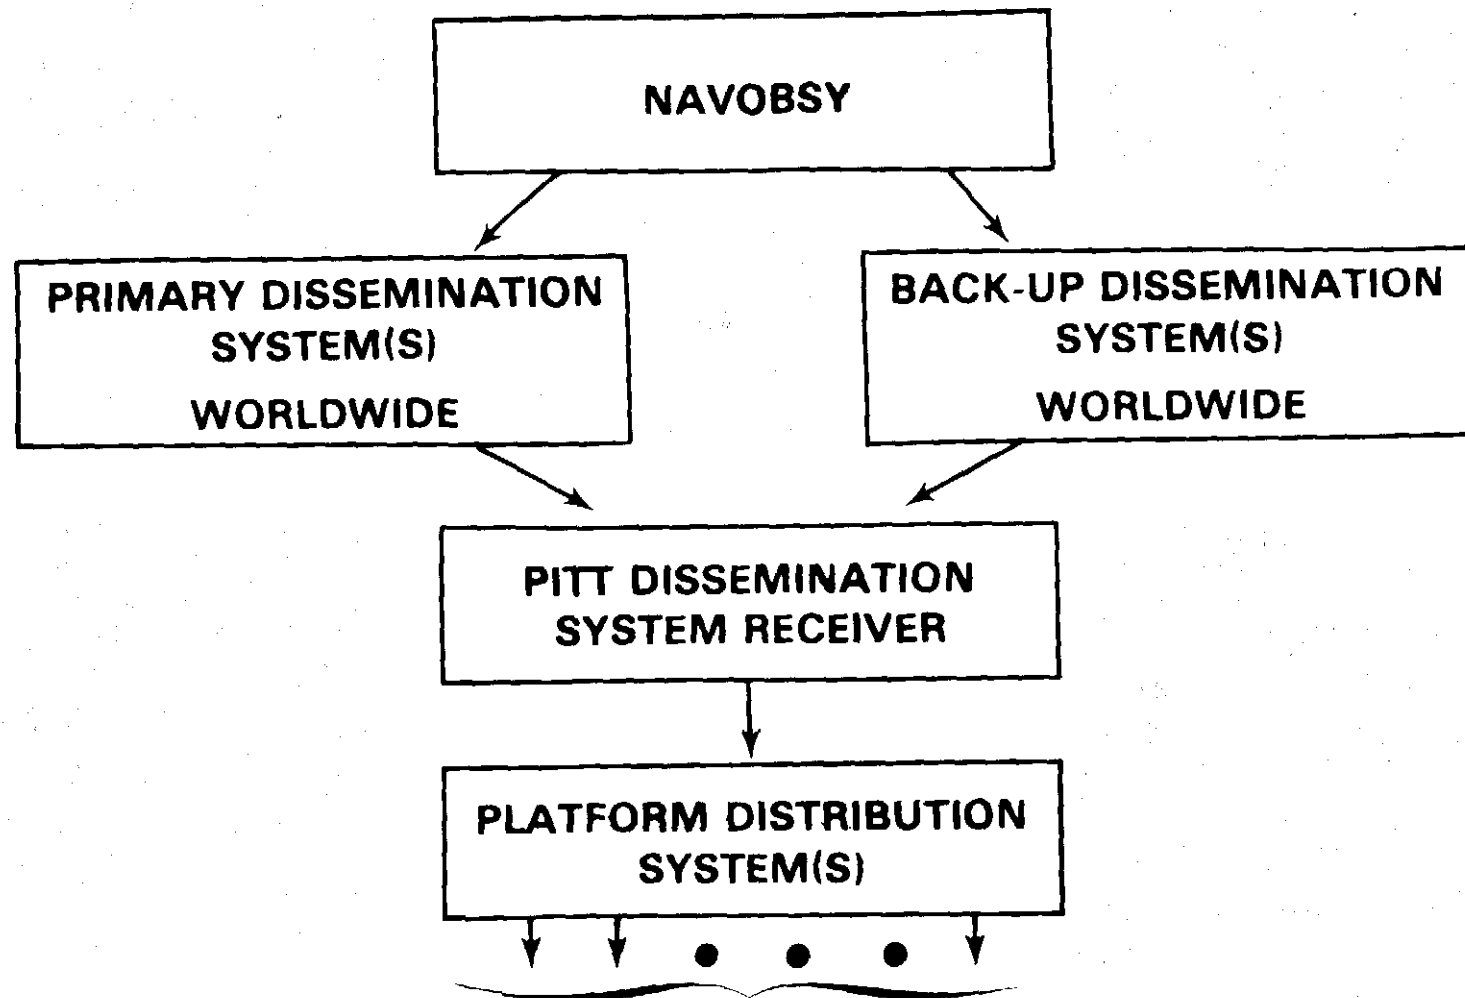 NAVOBSY
PRIMARY DISSEMINATION
SYSTEM(S)
WORLDWIDE
BACK-UP DISSEMINATION
SYSTEM(S)
WORLDWIDE
PITT DISSEMINATION
SYSTEM RECEIVER
PLATFORM DISTRIBUTION
SYSTEM(S)